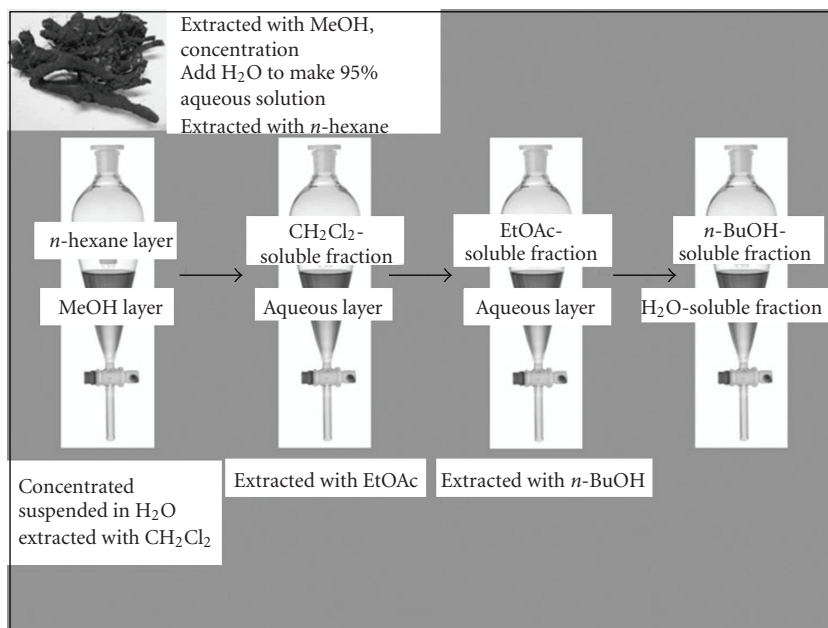 Extracted with MeOH,
concentration
Add H₂O to make 95%
aqueous solution
Extracted with n-hexane
n-hexane layer
MeOH layer
CH₂Cl₂-
soluble fraction
Aqueous layer
EtOAc-
soluble fraction
Aqueous layer
n-BuOH-
soluble fraction
H₂O-soluble fraction
Concentrated
suspended in H₂O
extracted with CH₂Cl₂
Extracted with EtOAc
Extracted with n-BuOH